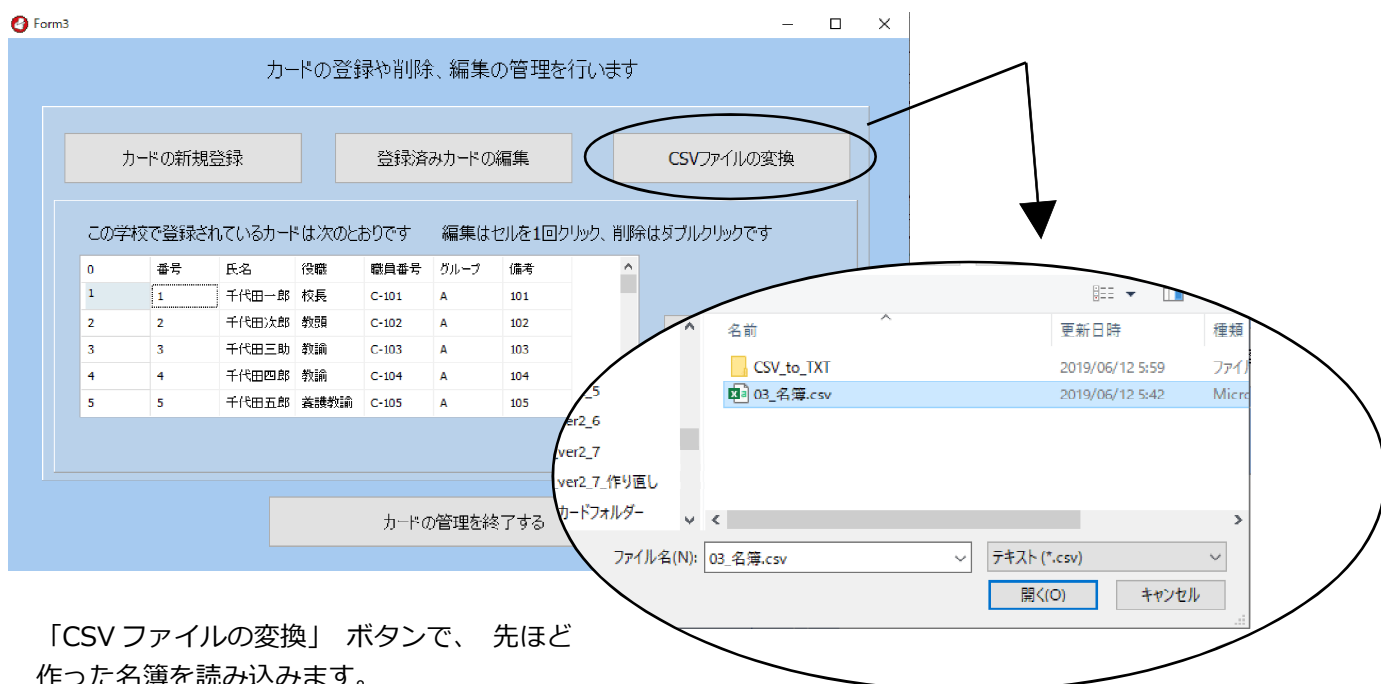 Form3
カードの登録や削除、編集の管理を行います
カードの新規登録
登録済みカードの編集
CSVファイルの変換
この学校で登録されているカードは次のとおりです 編集はセルを1回クリック、削除はダブルクリックです
0 番号 氏名 役職 職員番号 グループ 備考
1 1 千代田一郎 校長 C-101 A 101
2 2 千代田次郎 教頭 C-102 A 102
3 3 千代田三助 教諭 C-103 A 103
4 4 千代田四郎 教諭 C-104 A 104
5 5 千代田五郎 養護教諭 C-105 A 105
カードの管理を終了する
名前 更新日時 種類
CSV_to_TXT 2019/06/12 5:59 ファイル
03_名簿.csv 2019/06/12 5:42 Micro
_5
er2_6
_ver2_7
_ver2_7_作り直し
カードフォルダー
ファイル名(N): 03_名簿.csv テキスト (*.csv)
開く(O) キャンセル
「CSV ファイルの変換」 ボタンで、 先ほど
作った名簿を読み込みます。